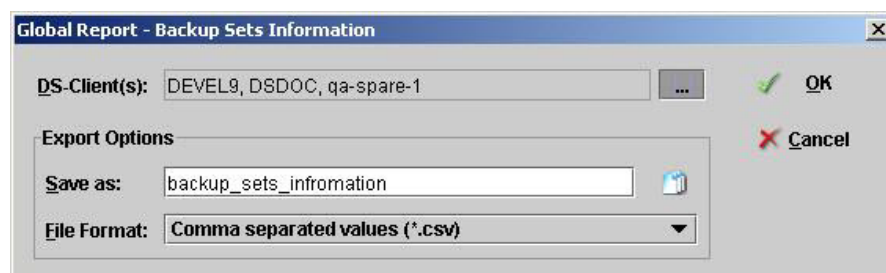 Global Report - Backup Sets Information
DS-Client(s): DEVEL9, DSDOC, qa-spare-1 ... OK
Export Options Cancel
Save as: backup_sets_infromation
File Format: Comma separated values (*.csv)